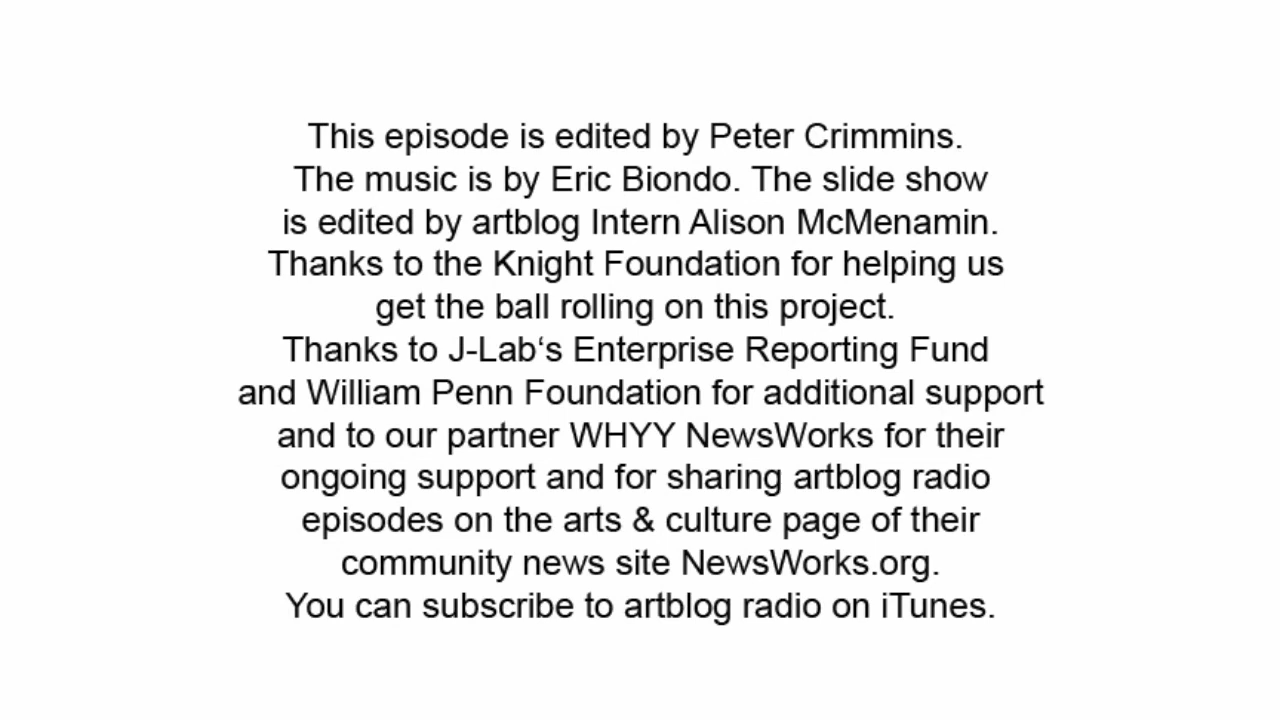 This episode is edited by Peter Crimmins.
The music is by Eric Biondo. The slide show
is edited by artblog Intern Alison McMenamin.
Thanks to the Knight Foundation for helping us
get the ball rolling on this project.
Thanks to J-Lab‘s Enterprise Reporting Fund
and William Penn Foundation for additional support
and to our partner WHYY NewsWorks for their
ongoing support and for sharing artblog radio
episodes on the arts & culture page of their
community news site NewsWorks.org.
You can subscribe to artblog radio on iTunes.